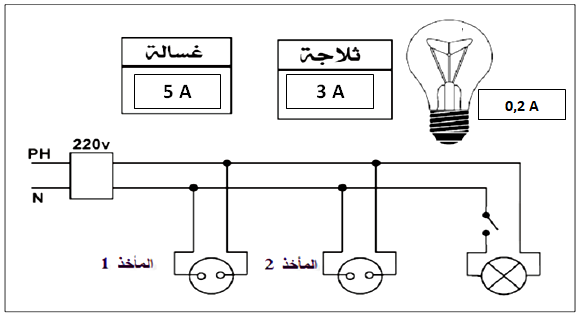 غسالة
5 A
ثلاجة
3 A
0,2 A
PH
220v
N
المأخذ 1
المأخذ 2